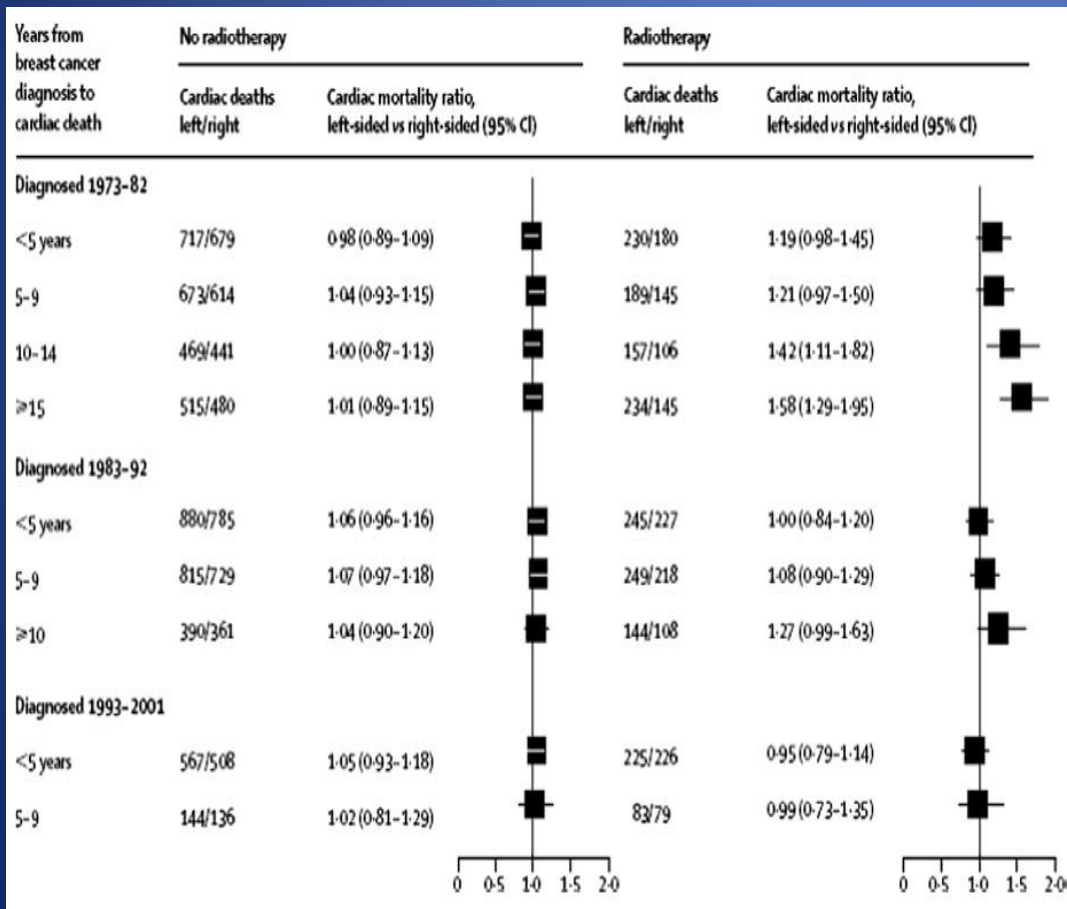 Years from
breast cancer
diagnosis to
cardiac death
No radiotherapy
Radiotherapy
Cardiac deaths
left/right
Cardiac mortality ratio,
left-sided vs right-sided (95% CI)
Cardiac deaths
left/right
Cardiac mortality ratio,
left-sided vs right-sided (95% CI)
Diagnosed 1973-82
<5 years 717/679 0·98 (0·89-1·09) 230/180 1·19 (0·98-1·45)
5-9 673/614 1·04 (0·93-1·15) 189/145 1·21 (0·97-1·50)
10-14 469/441 1·00 (0·87-1·13) 157/106 1·42 (1·11-1·82)
≥15 515/480 1·01 (0·89-1·15) 234/145 1·58 (1·29-1·95)
Diagnosed 1983-92
<5 years 880/785 1·06 (0·96-1·16) 245/227 1·00 (0·84-1·20)
5-9 815/729 1·07 (0·97-1·18) 249/218 1·08 (0·90-1·29)
≥10 390/361 1·04 (0·90-1·20) 144/108 1·27 (0·99-1·63)
Diagnosed 1993-2001
<5 years 567/508 1·05 (0·93-1·18) 225/226 0·95 (0·79-1·14)
5-9 144/136 1·02 (0·81-1·29) 83/79 0·99 (0·73-1·35)
0 0·5 1·0 1·5 2·0 0 0·5 1·0 1·5 2·0